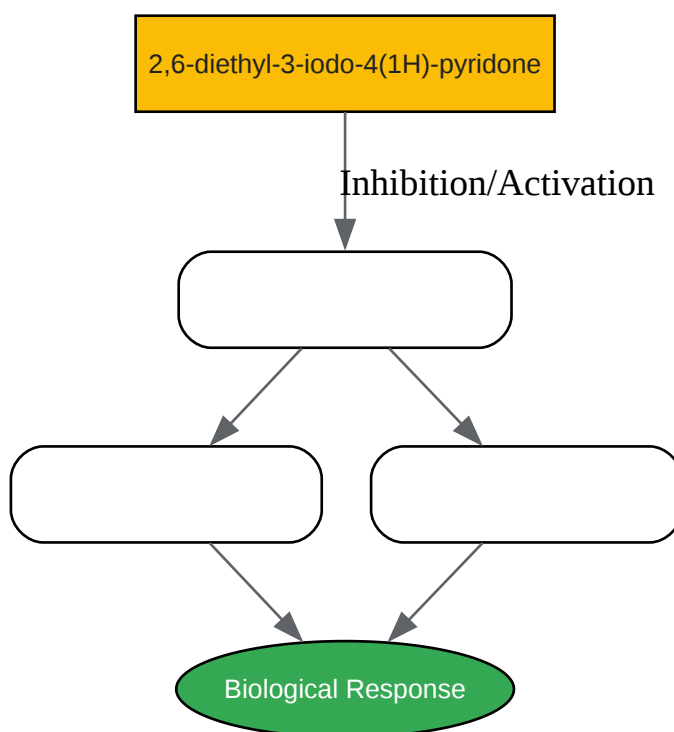 2,6-diethyl-3-iodo-4(1H)-pyridone
Inhibition/Activation
Biological Response